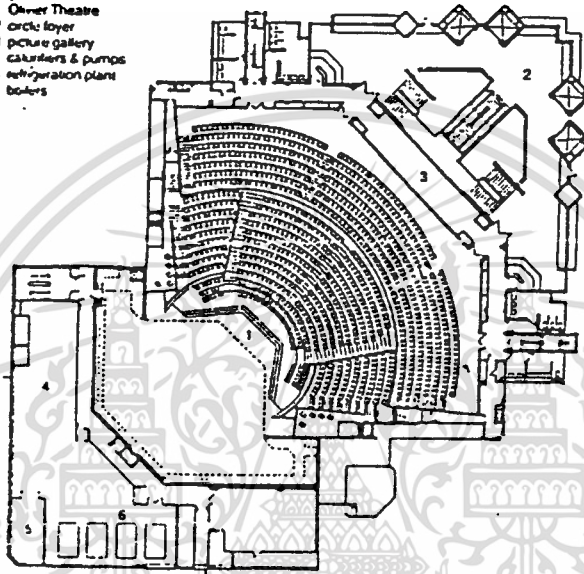 Olivier Theatre
circle foyer
picture gallery
calorifiers & pumps
refrigeration plant
boilers
1
2
3
4
5
6